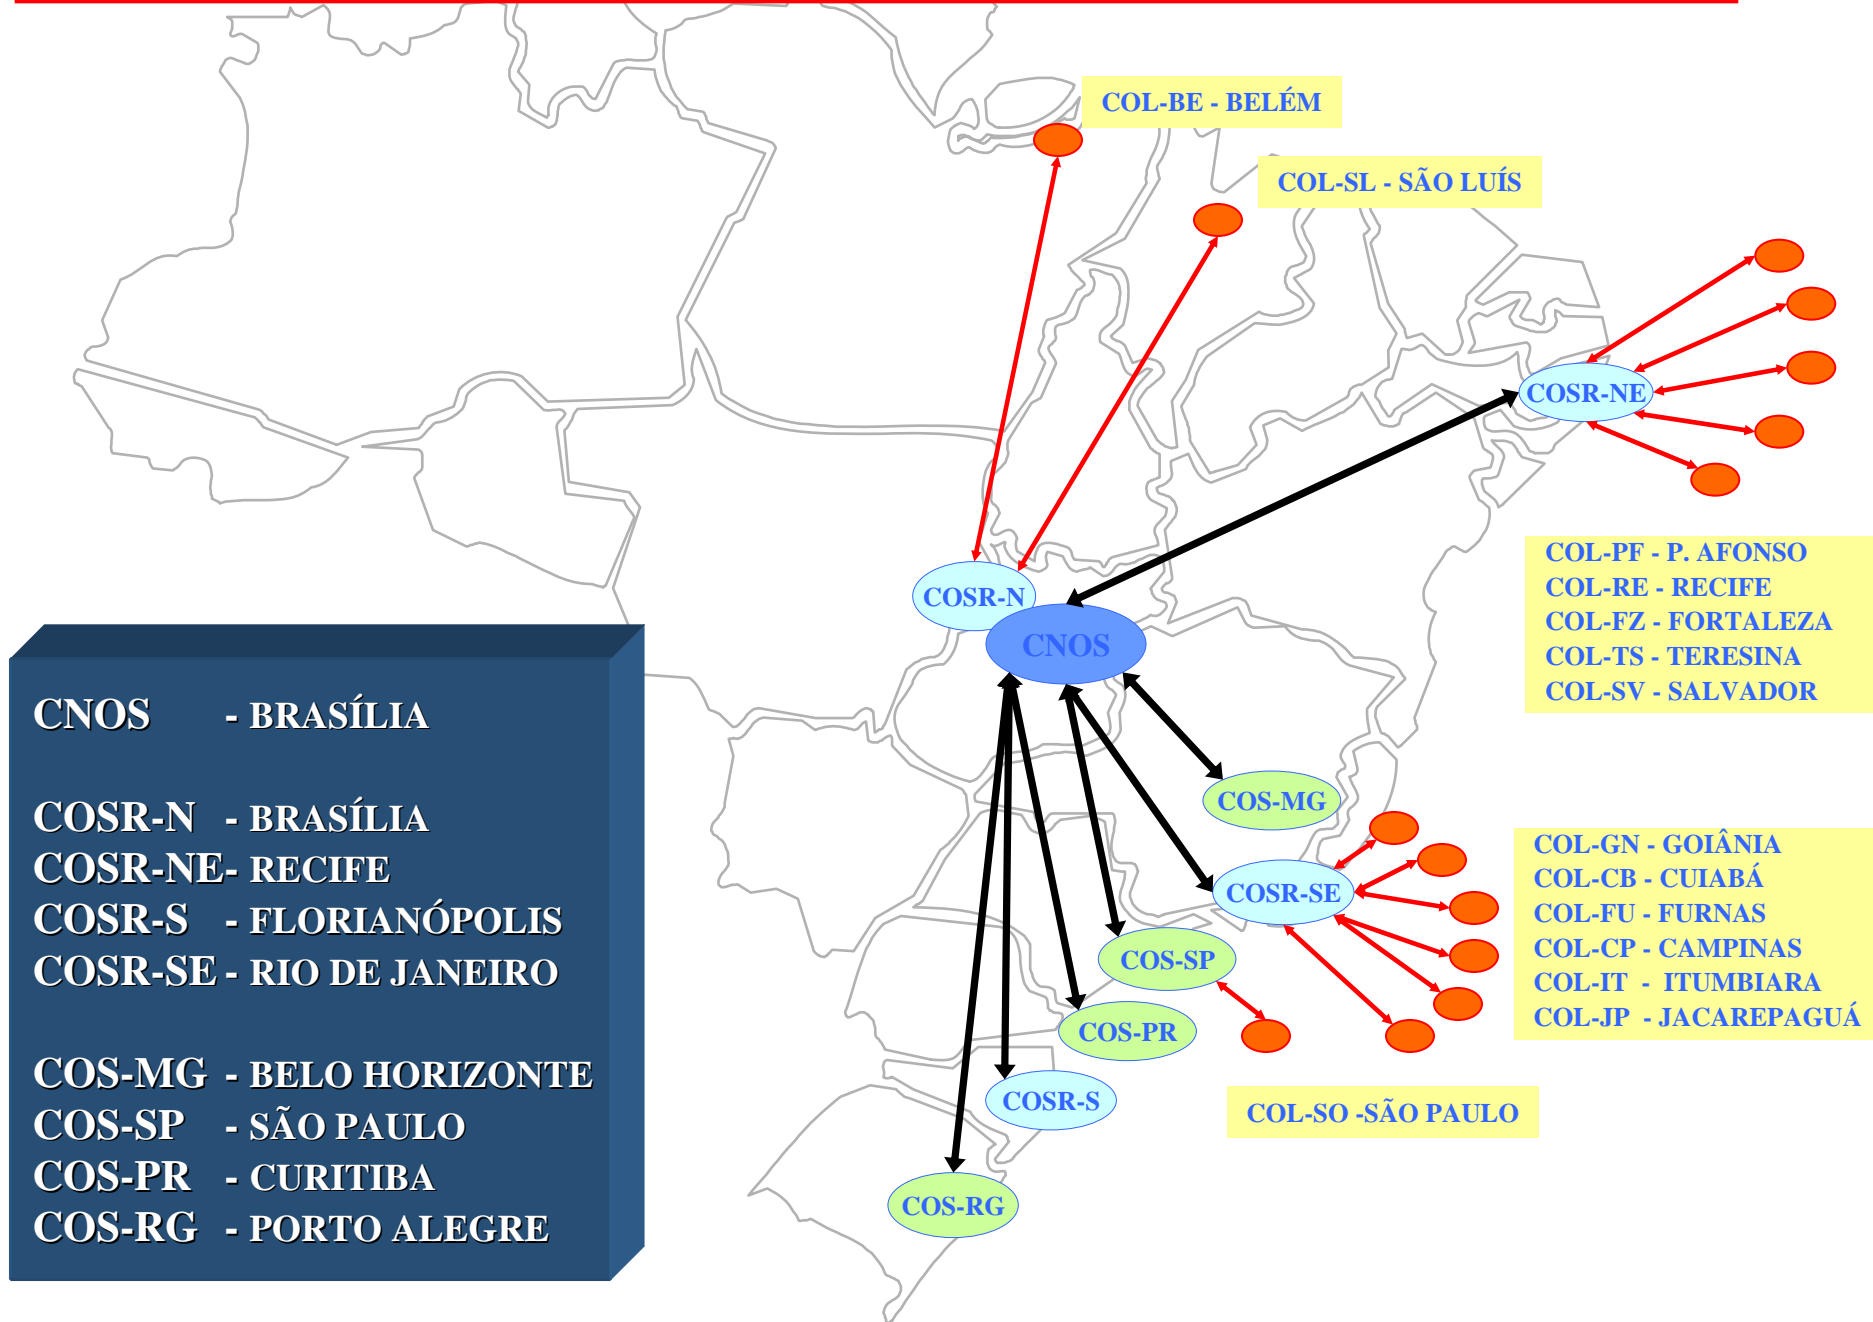 COL-BE - BELÉM
COL-SL - SÃO LUÍS
COSR-NE
COL-PF - P. AFONSO
COL-RE - RECIFE
COL-FZ - FORTALEZA
COL-TS - TERESINA
COL-SV - SALVADOR
COSR-N
CNOS
COS-MG
COSR-SE
COL-GN - GOIÂNIA
COL-CB - CUIABÁ
COL-FU - FURNAS
COL-CP - CAMPINAS
COL-IT - ITUMBIARA
COL-JP - JACAREPAGUÁ
COS-SP
COS-PR
COSR-S
COL-SO -SÃO PAULO
COS-RG
CNOS - BRASÍLIA
COSR-N - BRASÍLIA
COSR-NE- RECIFE
COSR-S - FLORIANÓPOLIS
COSR-SE - RIO DE JANEIRO
COS-MG - BELO HORIZONTE
COS-SP - SÃO PAULO
COS-PR - CURITIBA
COS-RG - PORTO ALEGRE